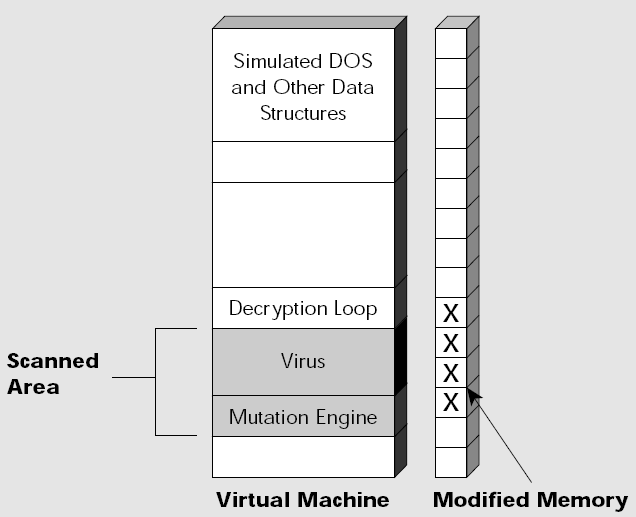 Simulated DOS
and Other Data
Structures
Decryption Loop
X
X
Virus
X
Mutation Engine
X
Scanned
Area
Virtual Machine
Modified Memory